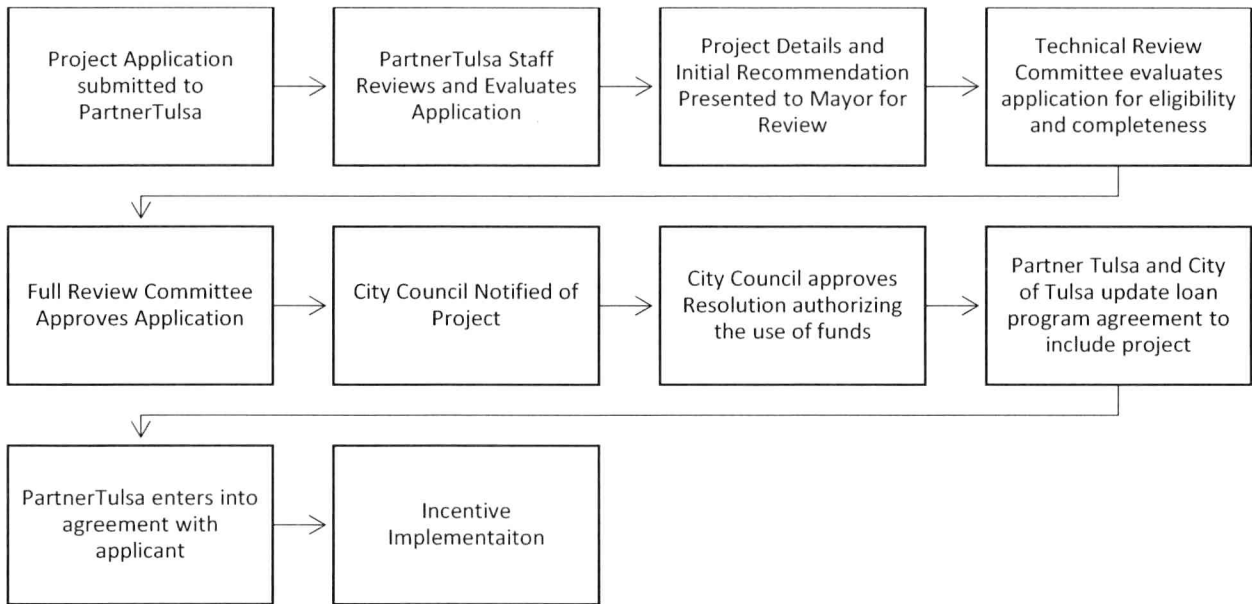 Project Application
submitted to
PartnerTulsa
PartnerTulsa Staff
Reviews and Evaluates
Application
Project Details and
Initial Recommendation
Presented to Mayor for
Review
Technical Review
Committee evaluates
application for eligibility
and completeness
Full Review Committee
Approves Application
City Council Notified of
Project
City Council approves
Resolution authorizing
the use of funds
Partner Tulsa and City
of Tulsa update loan
program agreement to
include project
PartnerTulsa enters into
agreement with
applicant
Incentive
Implementaiton